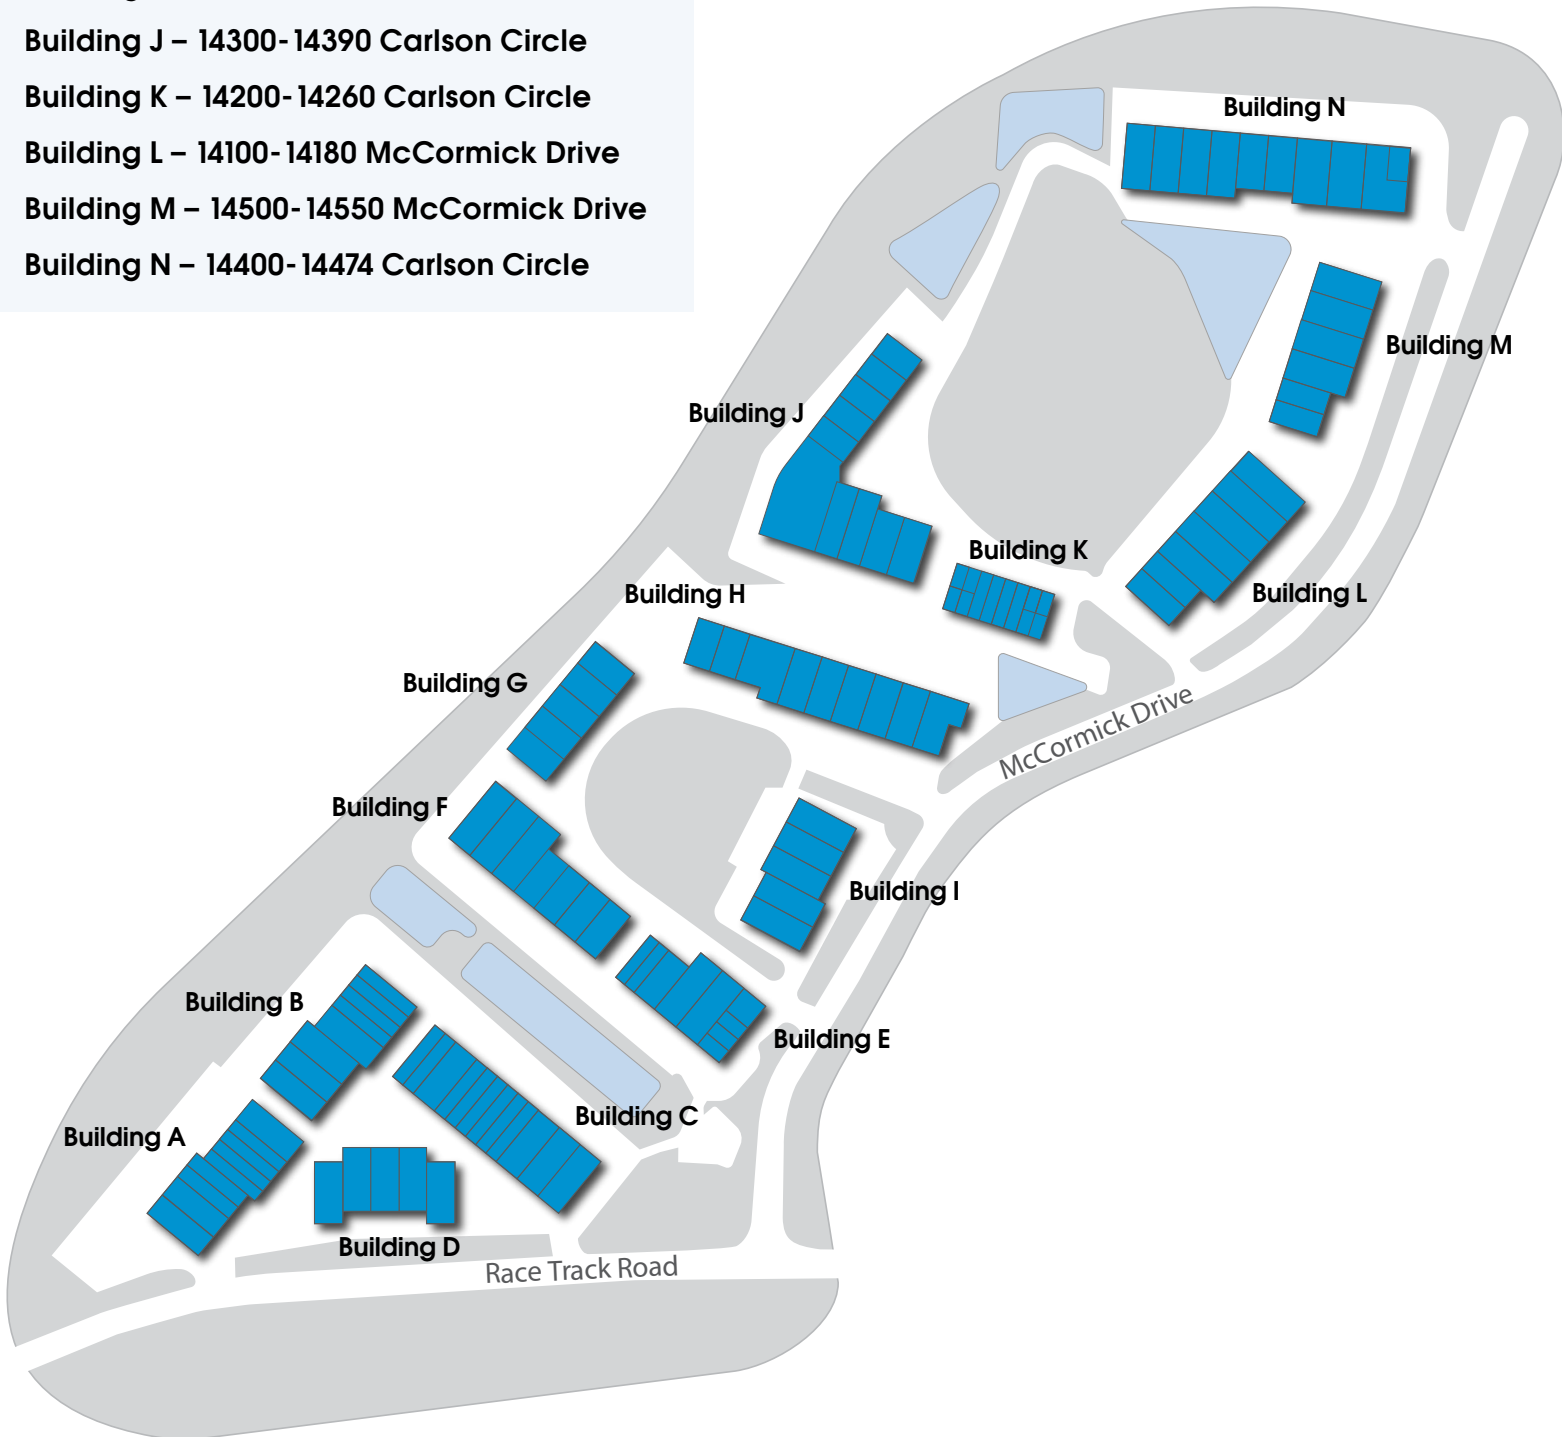 Building J – 14300-14390 Carlson Circle
Building K – 14200-14260 Carlson Circle
Building L – 14100-14180 McCormick Drive
Building M – 14500-14550 McCormick Drive
Building N – 14400-14474 Carlson Circle
Building N
Building M
Building J
Building K
Building L
Building H
Building G
McCormick Drive
Building F
Building I
Building B
Building E
Building C
Building A
Building D
Race Track Road